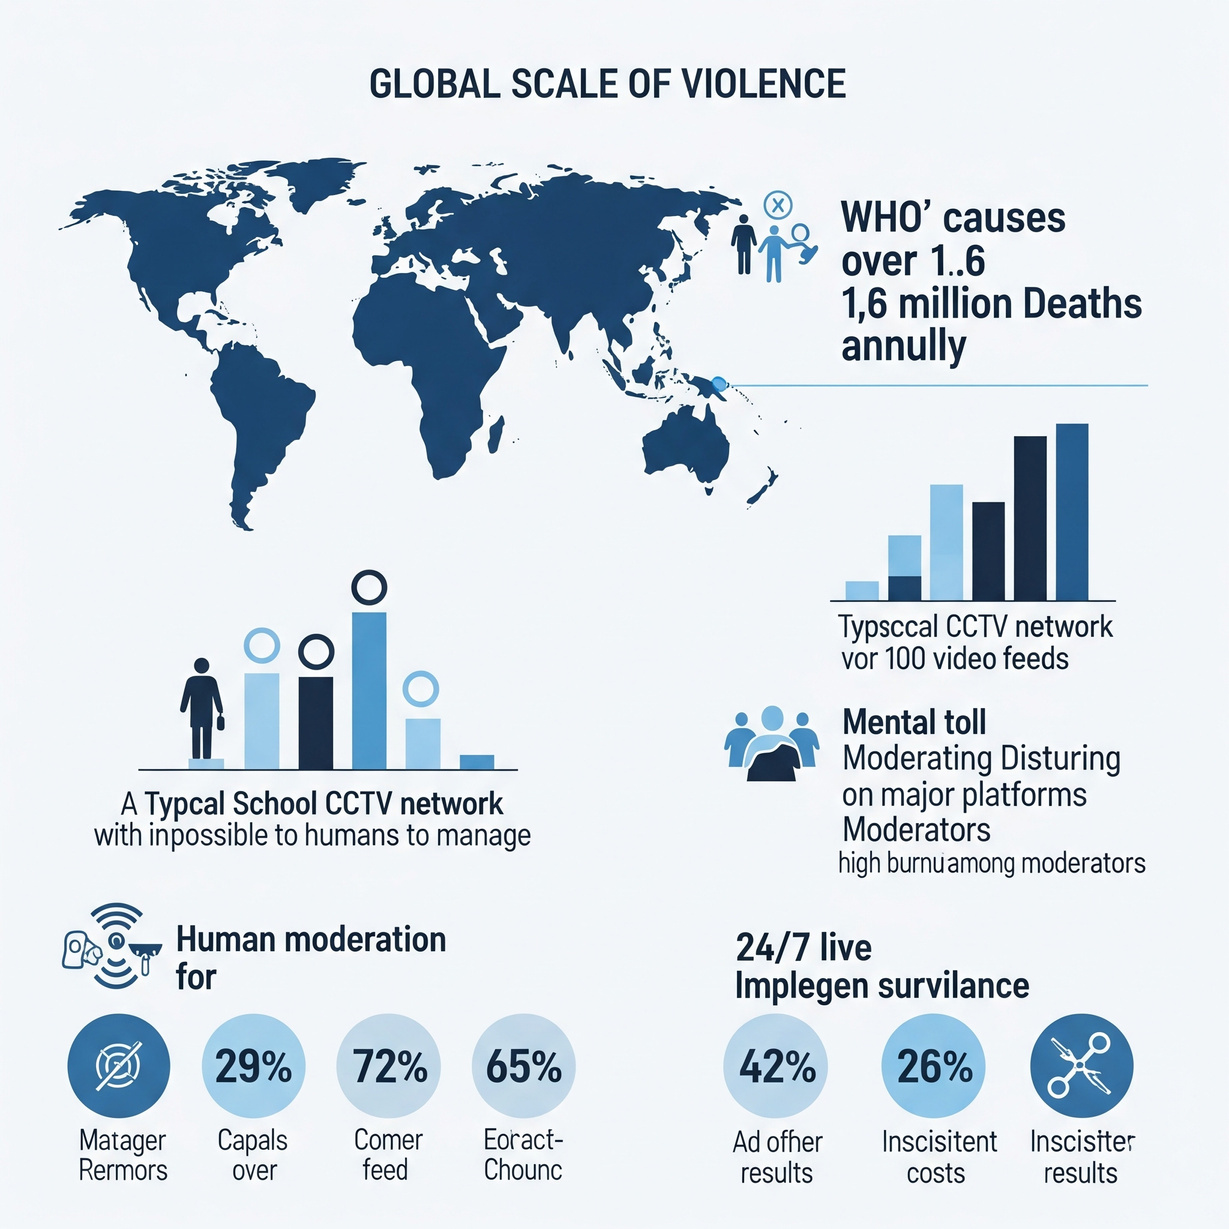 GLOBAL SCALE OF VIOLENCE
WHO’ causes
over 1..6
1,6 million Deaths
annully
Typsccal CCTV network
vor 100 video feeds
A Typcal School CCTV network
with inpossible to humans to manage
Mental toll
Moderating Disturing
on major platforms
Moderators
high burnu among moderators
Human moderation
for
29%
72%
65%
Matager
Rermors
Capals
over
Comer
feed
Eoract-
Chounc
24/7 live
Implegen survilance
42%
26%
Ad ofher
results
Inscisitent
costs
Inscistter
results